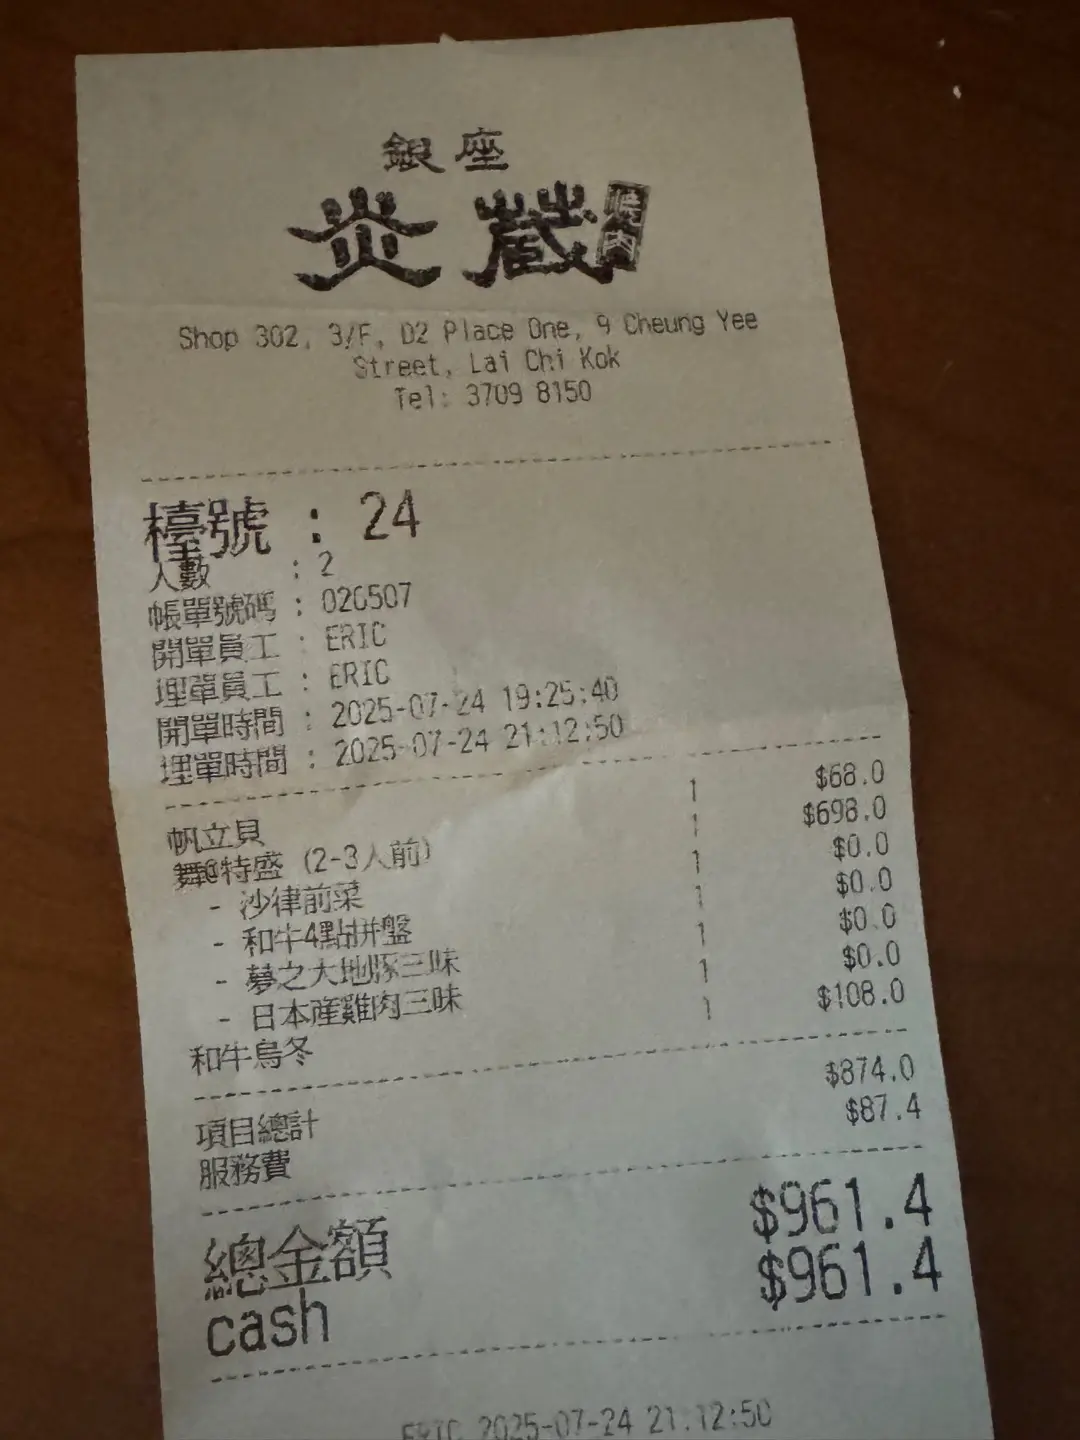 銀座
炎蔵 焼肉
Shop 302, 3/F, D2 Place One, 9 Cheung Yee
Street, Lai Chi Kok
Tel: 3709 8150
檯號 : 24
人數 : 2
帳單號碼 : 026507
開單員工 : ERIC
埋單員工 : ERIC
開單時間 : 2025-07-24 19:25:40
埋單時間 : 2025-07-24 21:12:50
帆立貝 1 $68.0
舞@特盛 (2-3人前) 1 $698.0
- 沙律前菜 1 $0.0
- 和牛4點拼盤 1 $0.0
- 夢之大地豚三味 1 $0.0
- 日本産雞肉三味 1 $0.0
和牛烏冬 1 $108.0
項目總計 $874.0
服務費 $87.4
總金額 $961.4
cash $961.4
ERIC 2025-07-24 21:12:50